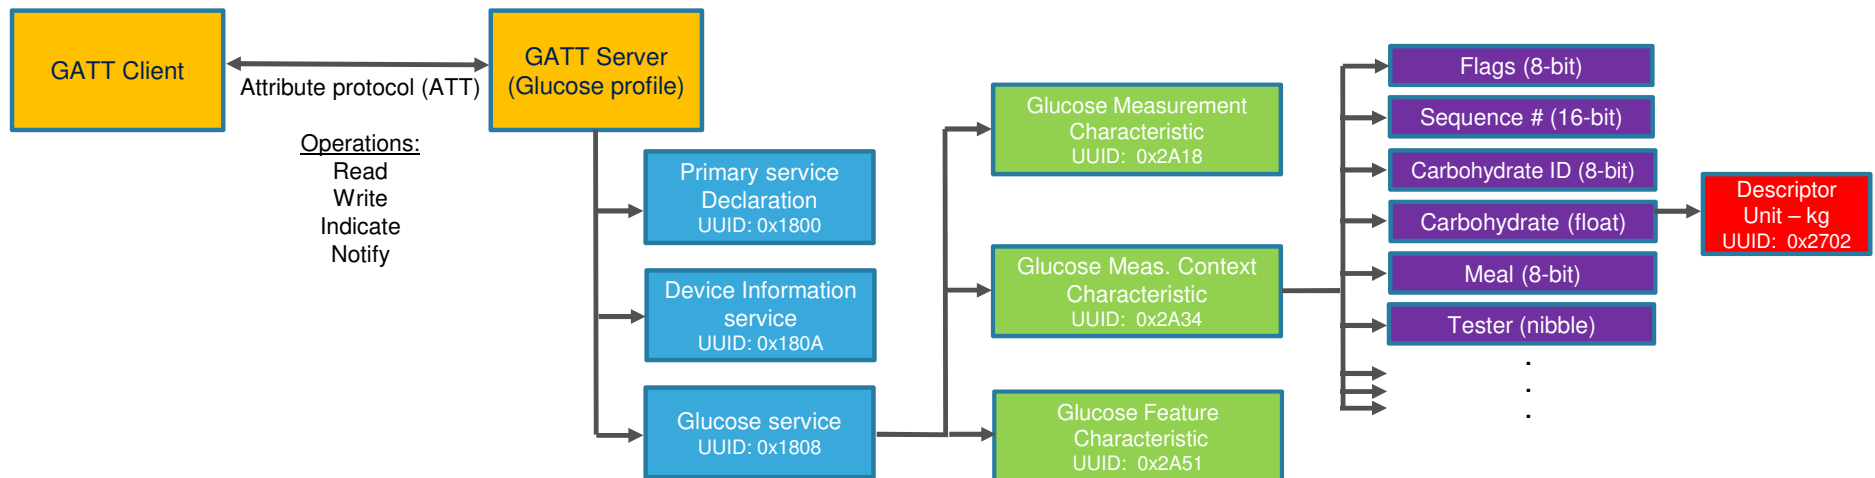 GATT Client
Attribute protocol (ATT)
Operations:
Read
Write
Indicate
Notify
GATT Server
(Glucose profile)
Primary service
Declaration
UUID: 0x1800
Device Information
service
UUID: 0x180A
Glucose service
UUID: 0x1808
Glucose Measurement
Characteristic
UUID: 0x2A18
Glucose Meas. Context
Characteristic
UUID: 0x2A34
Glucose Feature
Characteristic
UUID: 0x2A51
Flags (8-bit)
Sequence # (16-bit)
Carbohydrate ID (8-bit)
Carbohydrate (float)
Meal (8-bit)
Tester (nibble)
.
.
.
Descriptor
Unit – kg
UUID: 0x2702